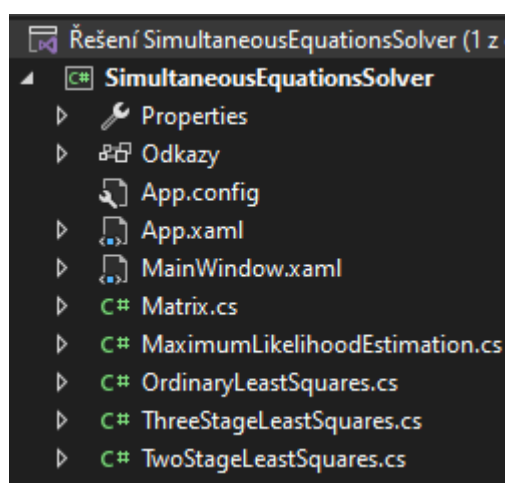 Řešení SimultaneousEquationsSolver (1 z
C# SimultaneousEquationsSolver
Properties
Odkazy
App.config
App.xaml
MainWindow.xaml
C# Matrix.cs
C# MaximumLikelihoodEstimation.cs
C# OrdinaryLeastSquares.cs
C# ThreeStageLeastSquares.cs
C# TwoStageLeastSquares.cs